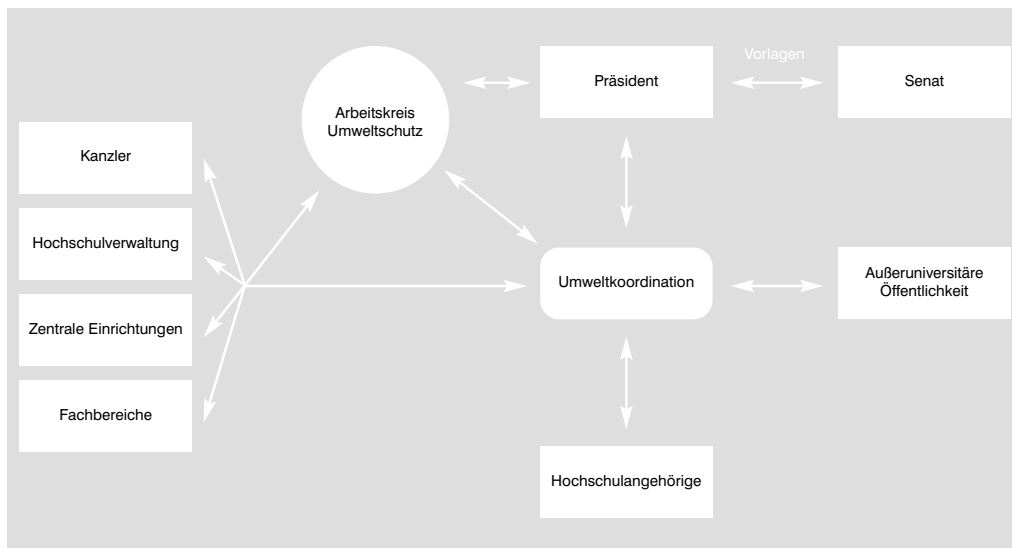 Vorlagen
Präsident
Senat
Arbeitskreis
Umweltschutz
Kanzler
Hochschulverwaltung
Zentrale Einrichtungen
Fachbereiche
Umweltkoordination
Außeruniversitäre
Öffentlichkeit
Hochschulangehörige